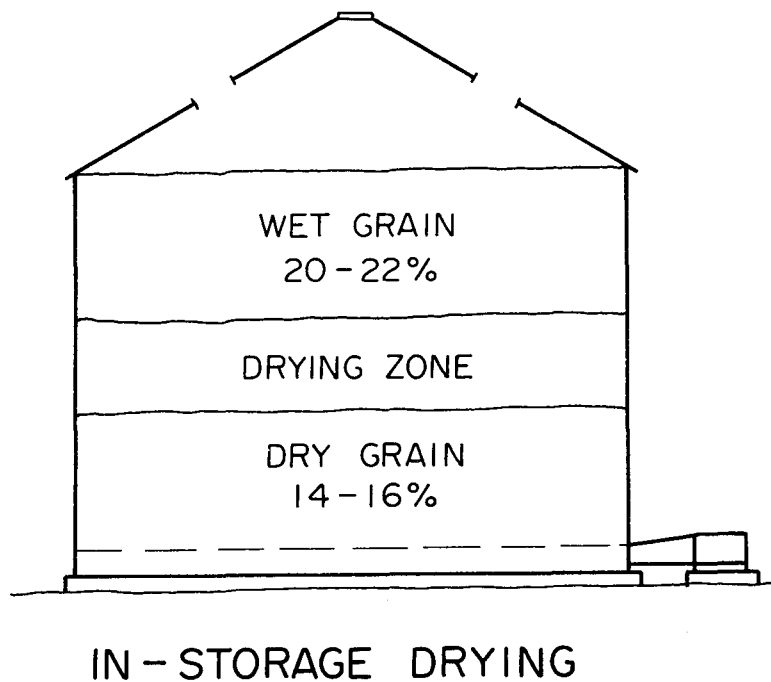 WET GRAIN
20-22%
DRYING ZONE
DRY GRAIN
14-16%
IN-STORAGE DRYING